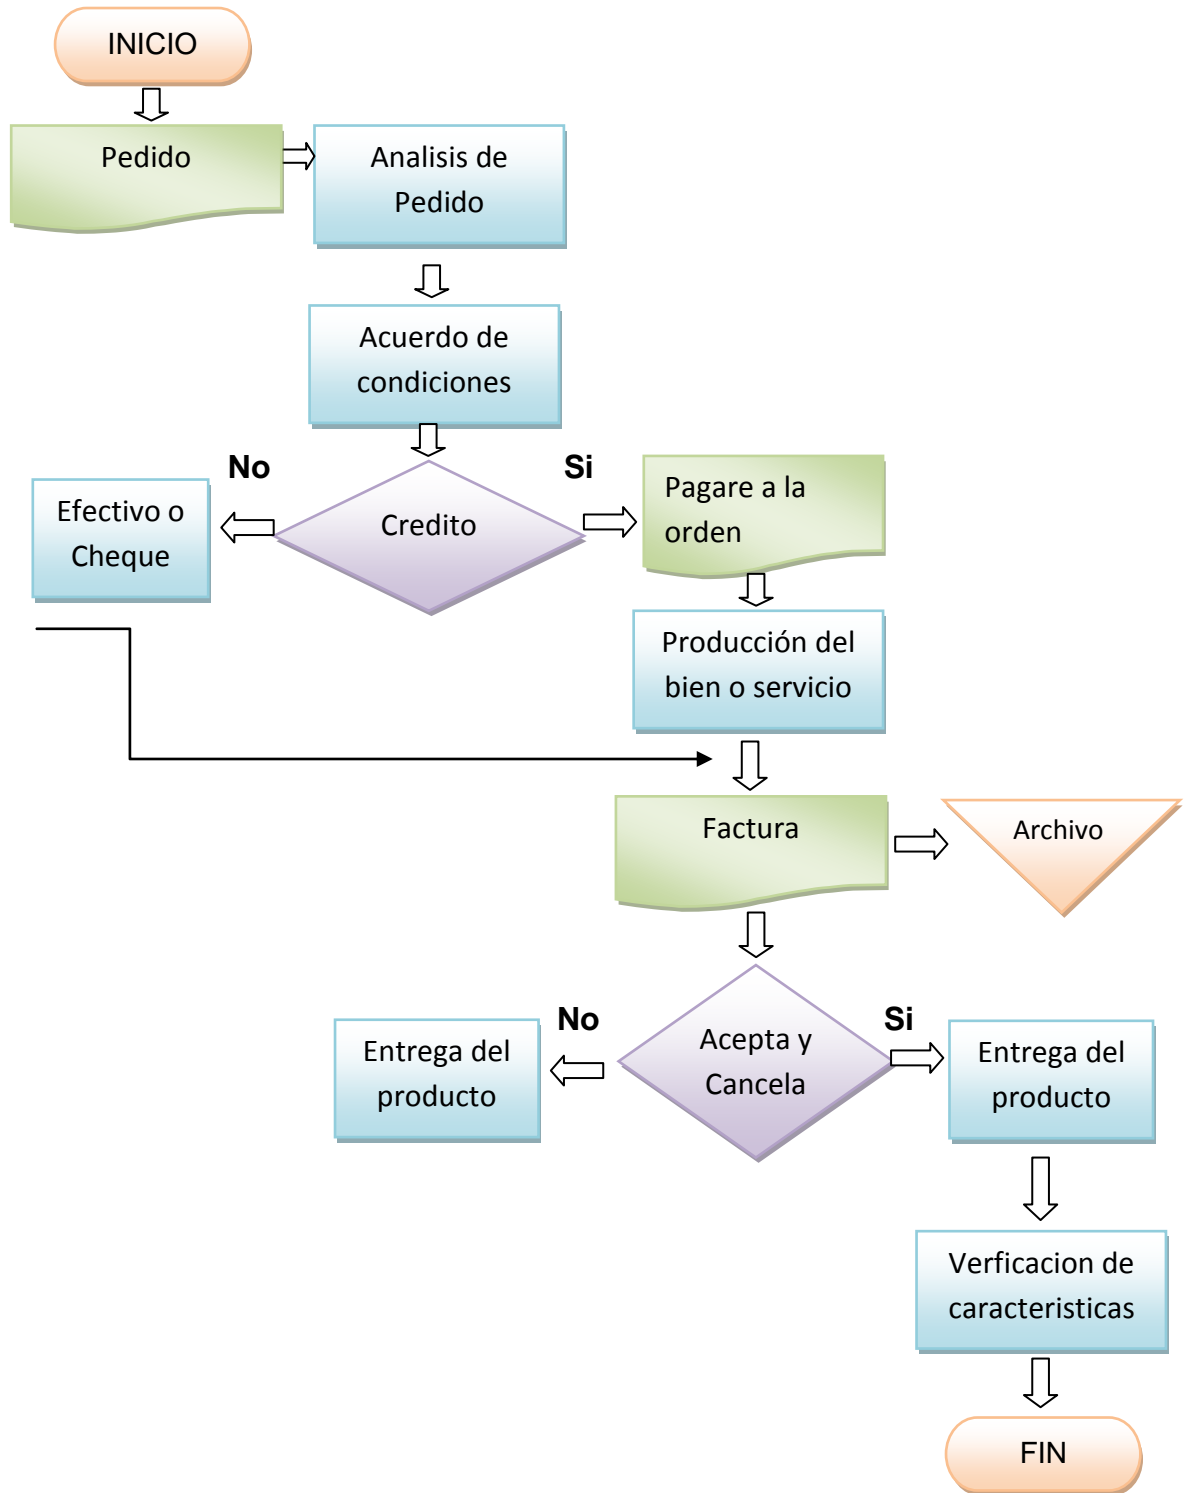 INICIO
Pedido
Analisis de
Pedido
Acuerdo de
condiciones
No
Si
Efectivo o
Cheque
Credito
Pagare a la
orden
Producción del
bien o servicio
Factura
Archivo
No
Si
Entrega del
producto
Acepta y
Cancela
Entrega del
producto
Verficacion de
caracteristicas
FIN